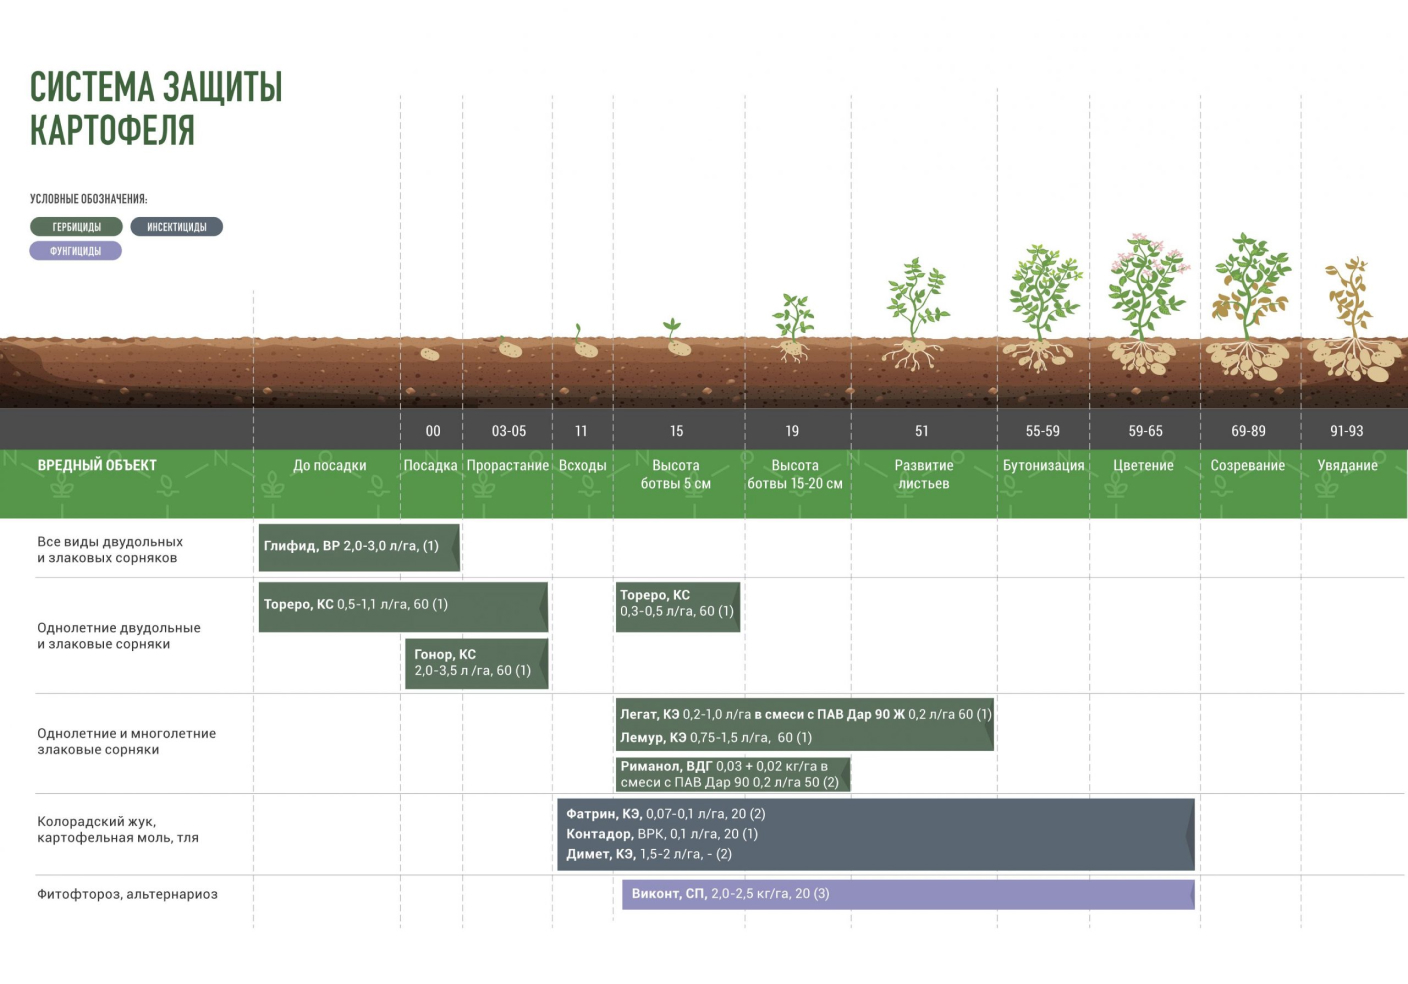 СИСТЕМА ЗАЩИТЫ
КАРТОФЕЛЯ
УСЛОВНЫЕ ОБОЗНАЧЕНИЯ:
ГЕРБИЦИДЫ
ИНСЕКТИЦИДЫ
ФУНГИЦИДЫ
00
03-05
11
15
19
51
55-59
59-65
69-89
91-93
ВРЕДНЫЙ ОБЪЕКТ
До посадки
Посадка
Прорастание
Всходы
Высота
ботвы 5 см
Высота
ботвы 15-20 см
Развитие
листьев
Бутонизация
Цветение
Созревание
Увядание
Все виды двудольных
и злаковых сорняков
Глифид, ВР 2,0-3,0 л/га, (1)
Однолетние двудольные
и злаковые сорняки
Тореро, КС 0,5-1,1 л/га, 60 (1)
Тореро, КС
0,3-0,5 л/га, 60 (1)
Гонор, КС
2,0-3,5 л /га, 60 (1)
Однолетние и многолетние
злаковые сорняки
Легат, КЭ 0,2-1,0 л/га в смеси с ПАВ Дар 90 Ж 0,2 л/га 60 (1)
Лемур, КЭ 0,75-1,5 л/га, 60 (1)
Риманол, ВДГ 0,03 + 0,02 кг/га в
смеси с ПАВ Дар 90 0,2 л/га 50 (2)
Колорадский жук,
картофельная моль, тля
Фатрин, КЭ, 0,07-0,1 л/га, 20 (2)
Контадор, ВРК, 0,1 л/га, 20 (1)
Димет, КЭ, 1,5-2 л/га, - (2)
Фитофтороз, альтернариоз
Виконт, СП, 2,0-2,5 кг/га, 20 (3)